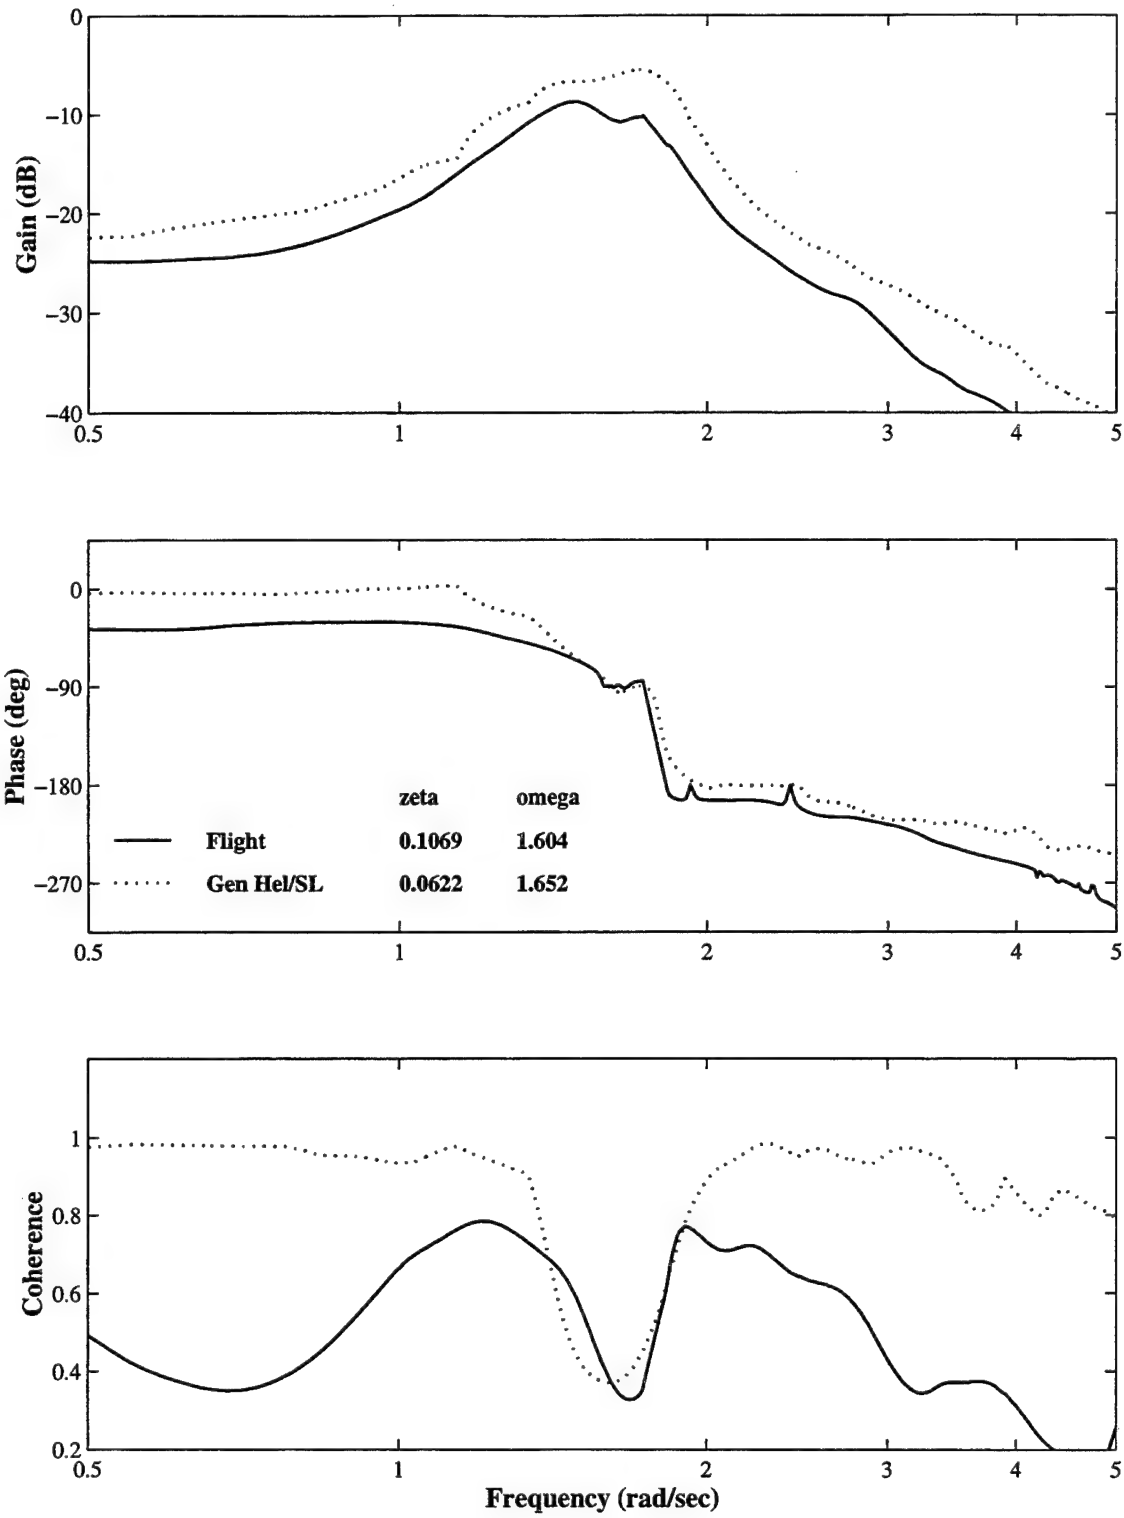 0
−10
−20
−30
−40
Gain (dB)
0.5 1 2 3 4 5
0
−90
−180
−270
Phase (deg)
zeta omega
Flight 0.1069 1.604
Gen Hel/SL 0.0622 1.652
0.5 1 2 3 4 5
1
0.8
0.6
0.4
0.2
Coherence
0.5 1 2 3 4 5
Frequency (rad/sec)